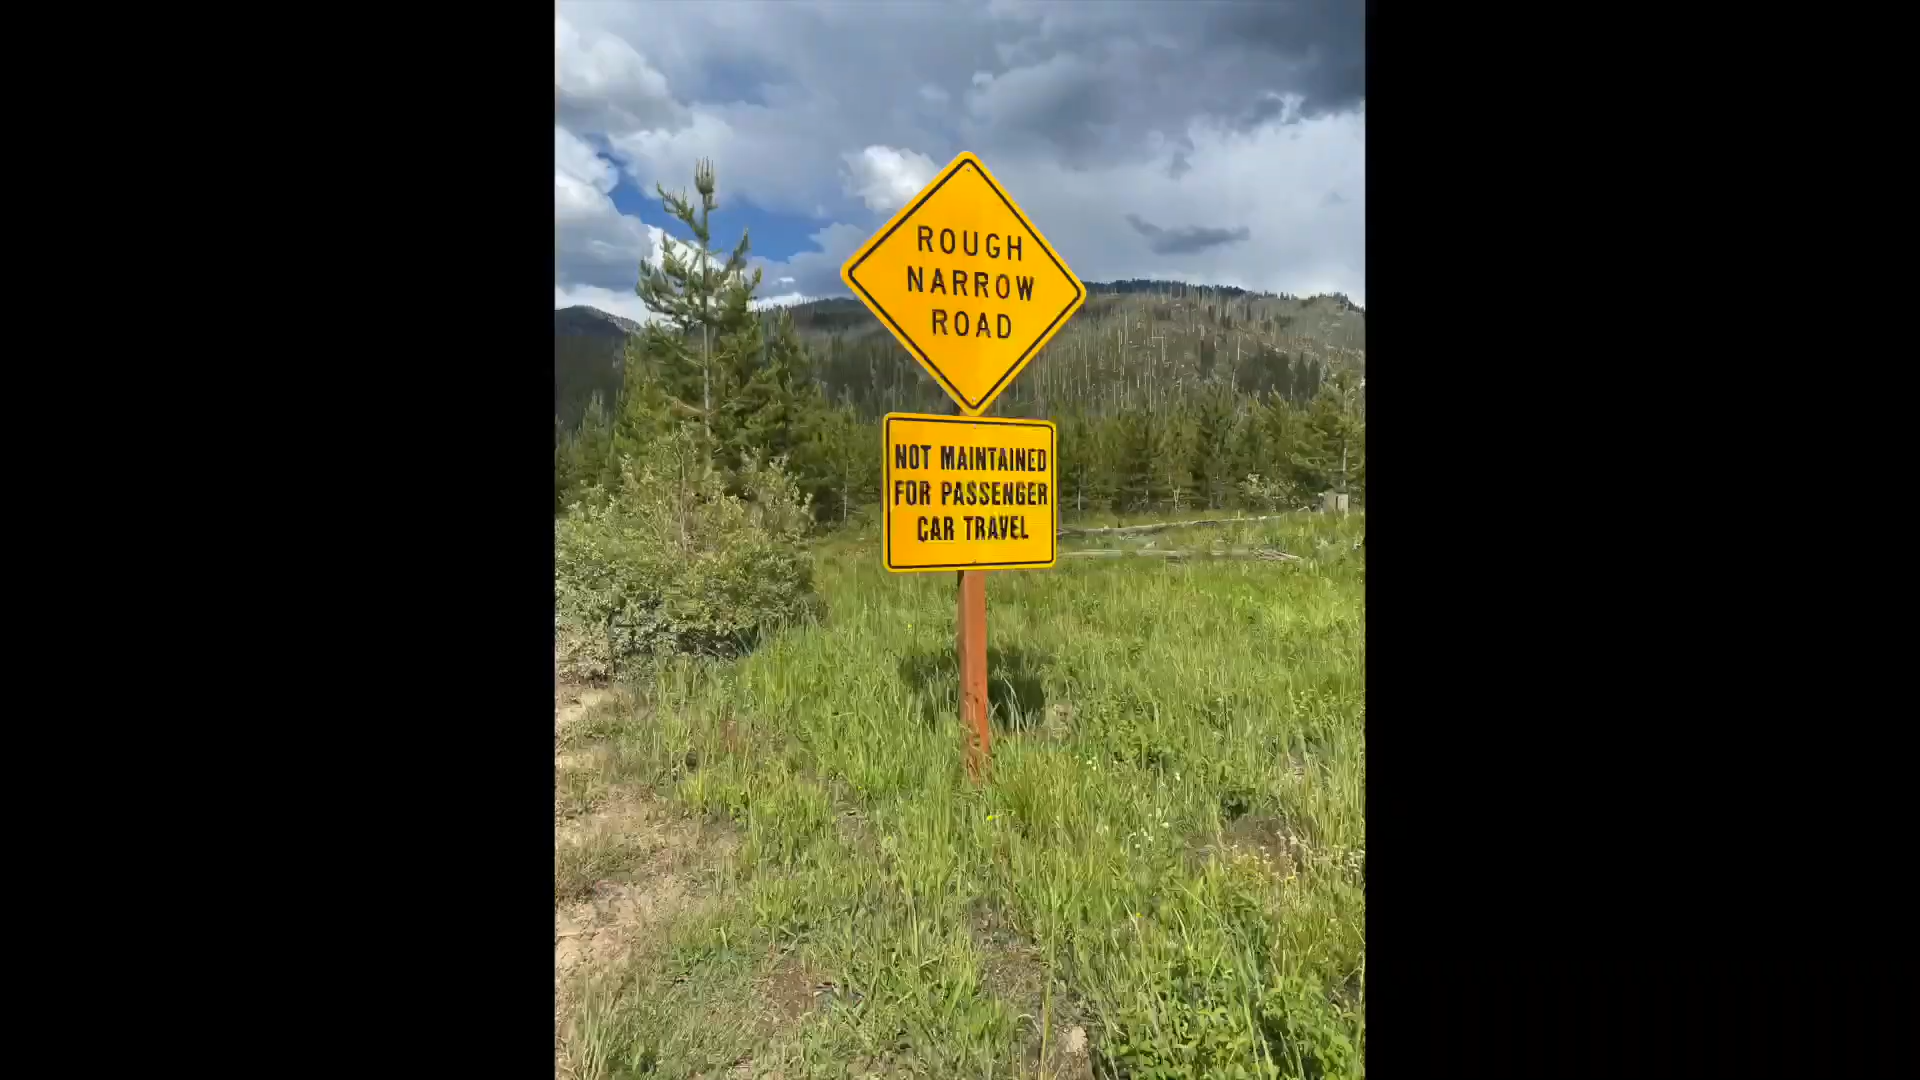 ROUGH
NARROW
ROAD
NOT MAINTAINED
FOR PASSENGER
CAR TRAVEL